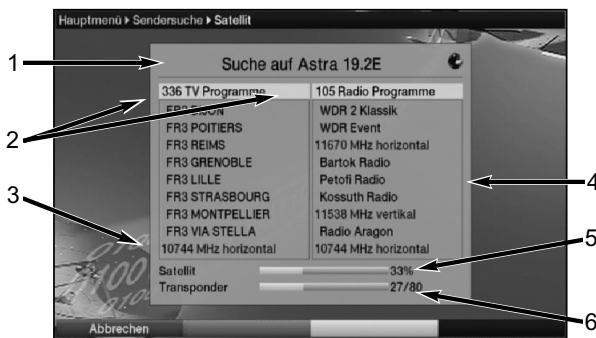 Hauptmenü ▸ Sendersuche ▸ Satellit
1
Suche auf Astra 19.2E
336 TV Programme
105 Radio Programme
2
FR3 DIJON
FR3 POITIERS
FR3 REIMS
FR3 GRENOBLE
FR3 LILLE
FR3 STRASBOURG
FR3 MONTPELLIER
FR3 VIA STELLA
10744 MHz horizontal
WDR 2 Klassik
WDR Event
11670 MHz horizontal
Bartok Radio
Petofi Radio
Kossuth Radio
11538 MHz vertikal
Radio Aragon
10744 MHz horizontal
3
4
Satellit 33%
5
Transponder 27/80
6
Abbrechen